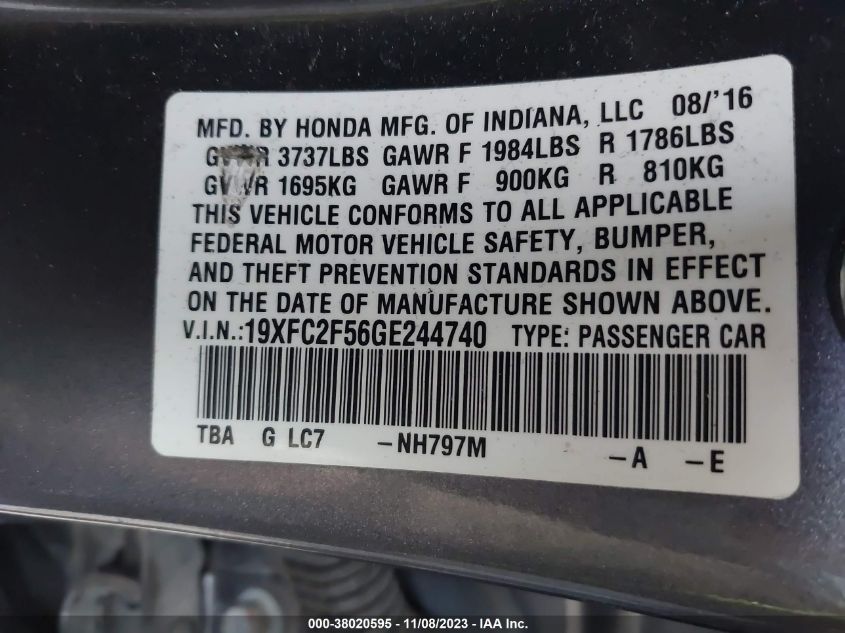 MFD. BY HONDA MFG. OF INDIANA, LLC 08/'16
GVWR 3737LBS GAWR F 1984LBS R 1786LBS
GVWR 1695KG GAWR F 900KG R 810KG
THIS VEHICLE CONFORMS TO ALL APPLICABLE
FEDERAL MOTOR VEHICLE SAFETY, BUMPER,
AND THEFT PREVENTION STANDARDS IN EFFECT
ON THE DATE OF MANUFACTURE SHOWN ABOVE.
V.I.N.:19XFC2F56GE244740 TYPE: PASSENGER CAR
TBA G LC7 -NH797M -A -E
000-38020595 - 11/08/2023 - IAA Inc.